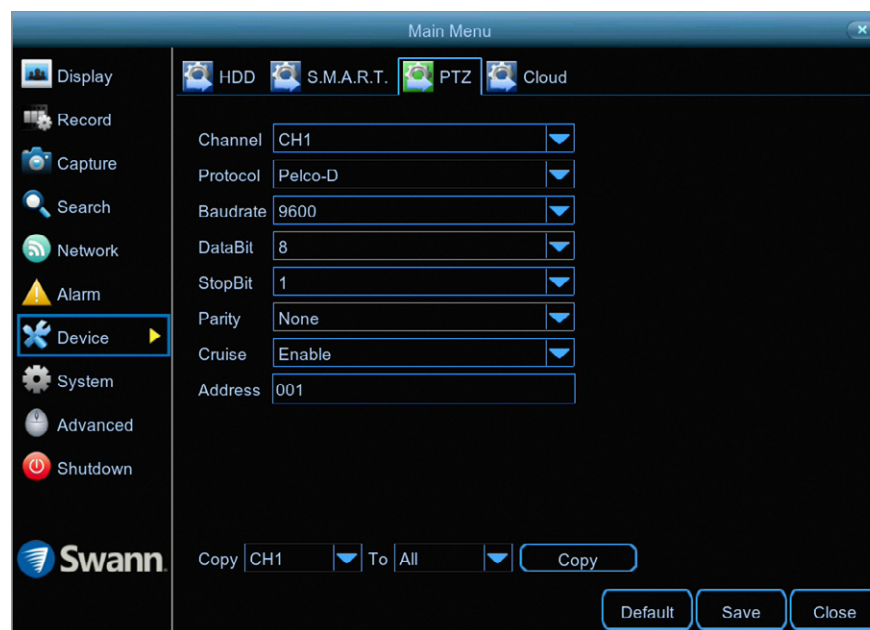 Main Menu
Display
Record
Capture
Search
Network
Alarm
Device
System
Advanced
Shutdown
Swann
HDD S.M.A.R.T. PTZ Cloud
Channel CH1
Protocol Pelco-D
Baudrate 9600
DataBit 8
StopBit 1
Parity None
Cruise Enable
Address 001
Copy CH1 To All Copy
Default Save Close